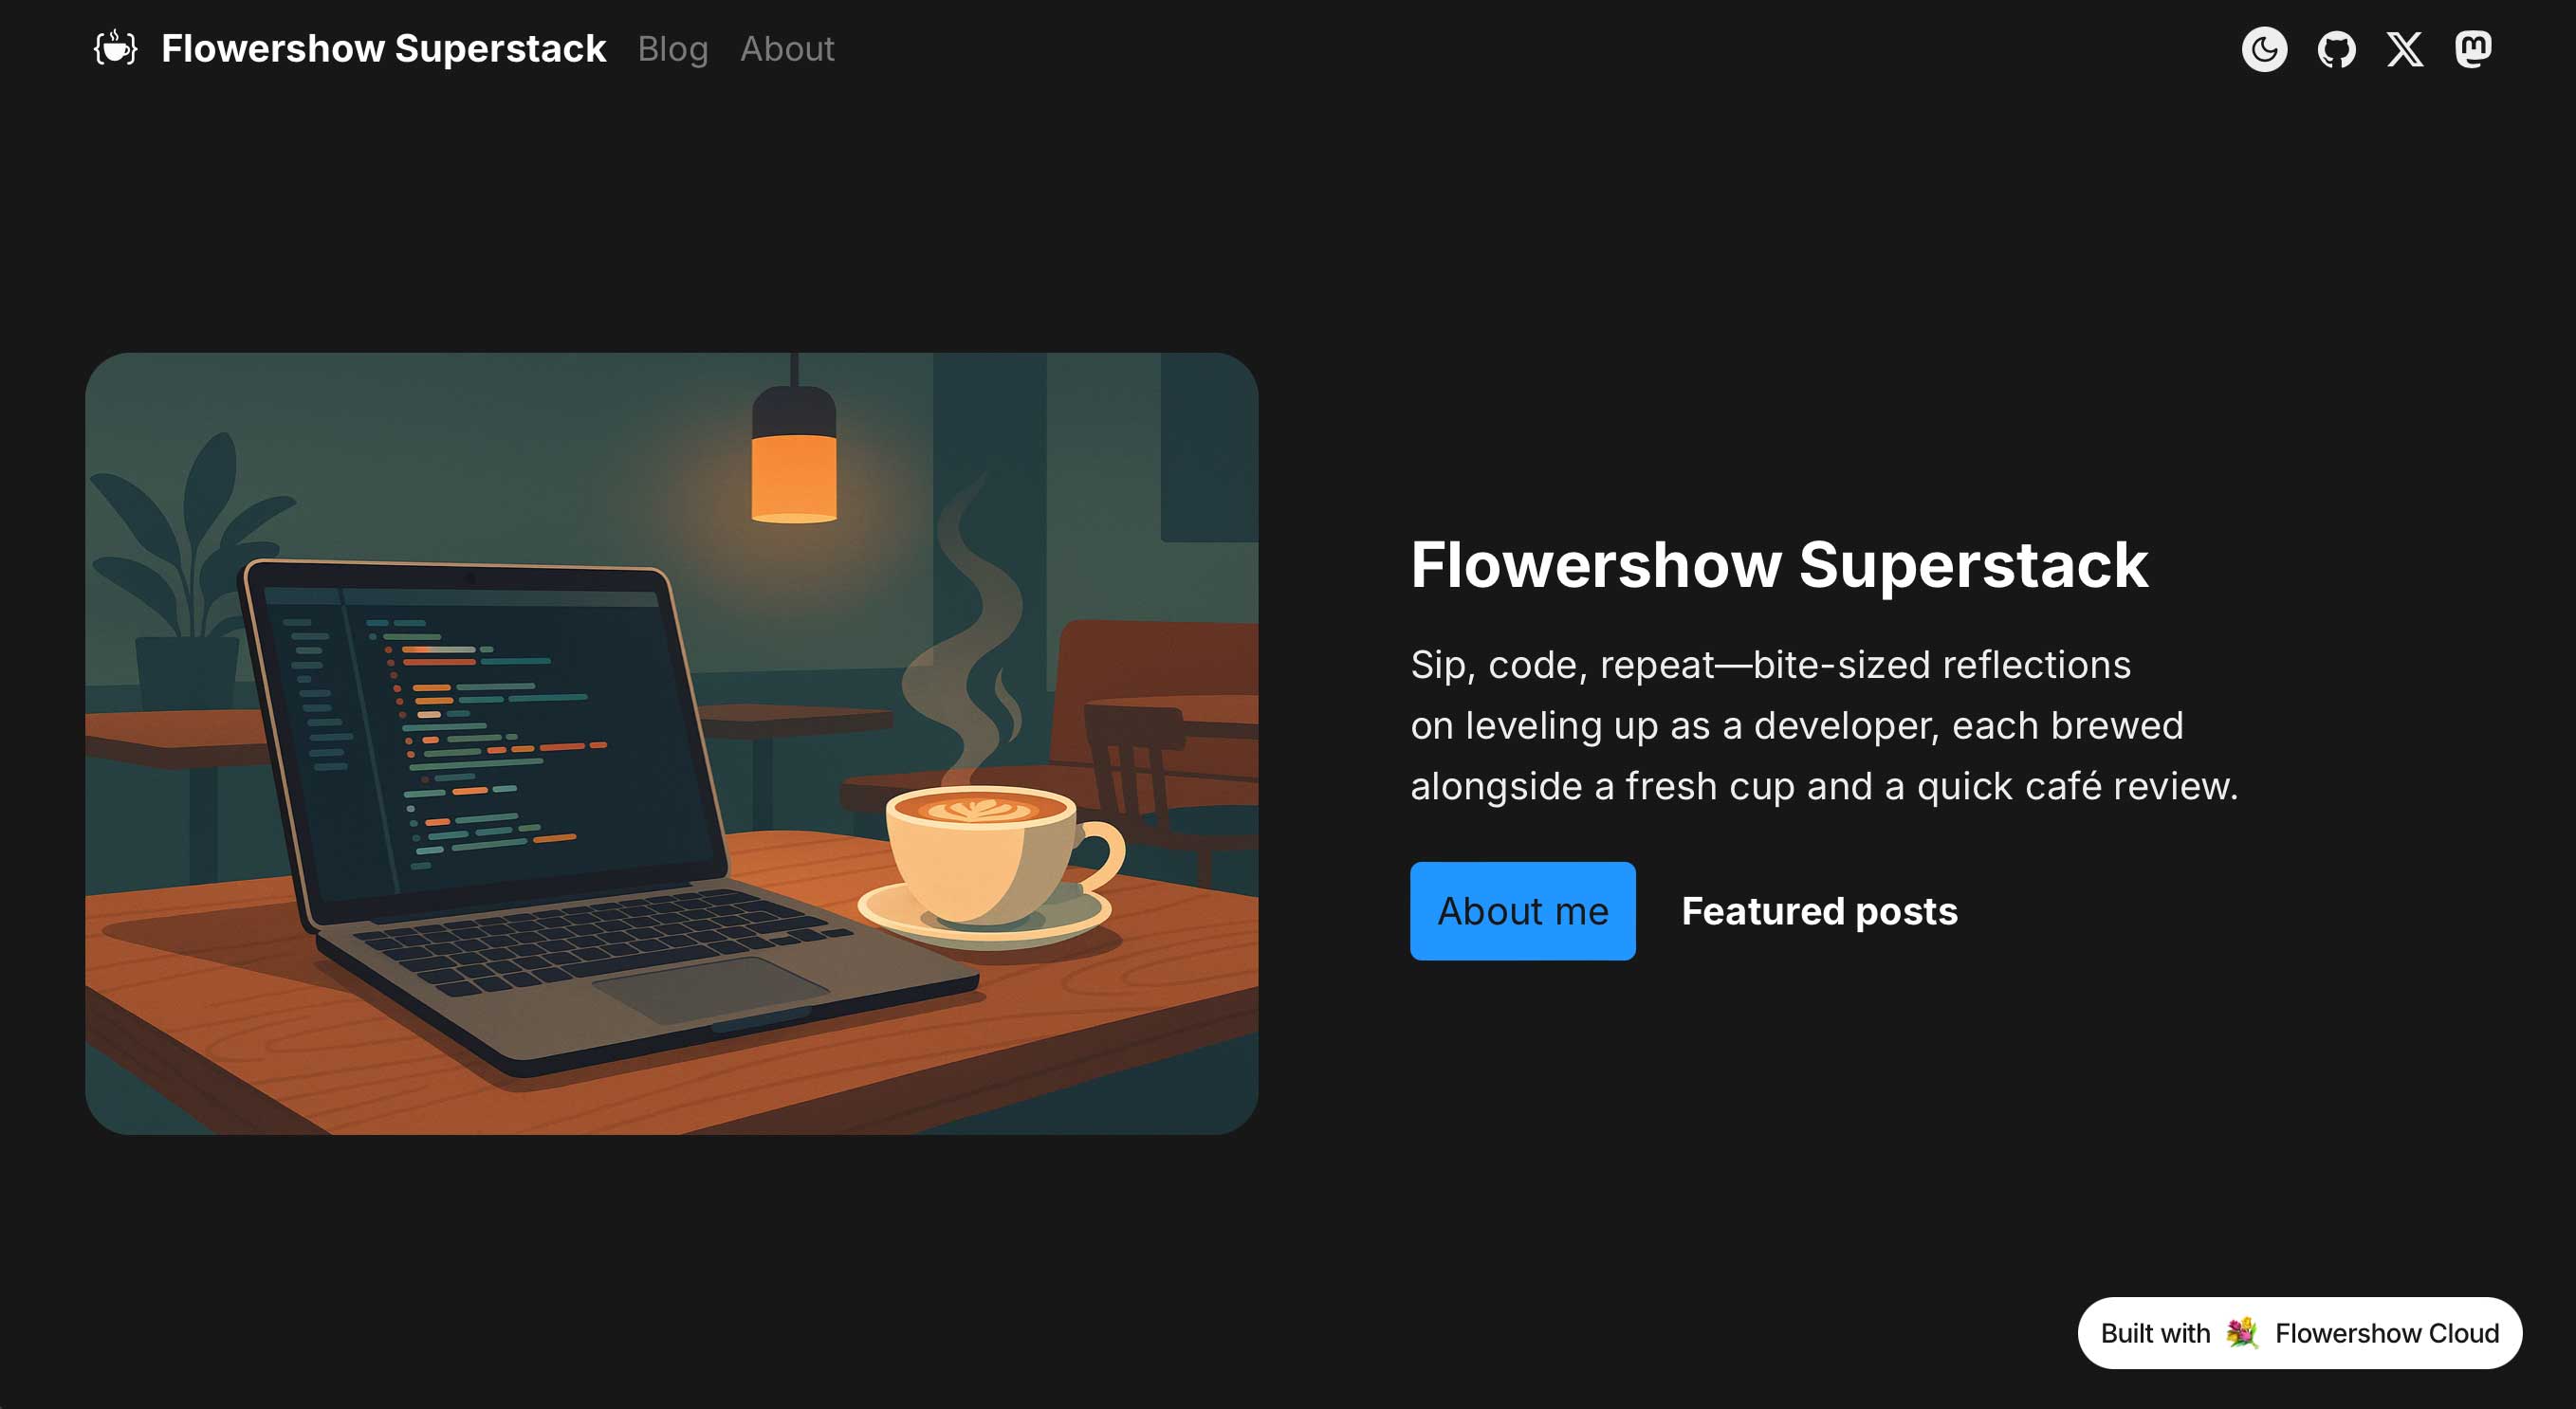 Flowershow Superstack Blog About
Flowershow Superstack
Sip, code, repeat—bite-sized reflections
on leveling up as a developer, each brewed
alongside a fresh cup and a quick café review.
About me Featured posts
Built with Flowershow Cloud